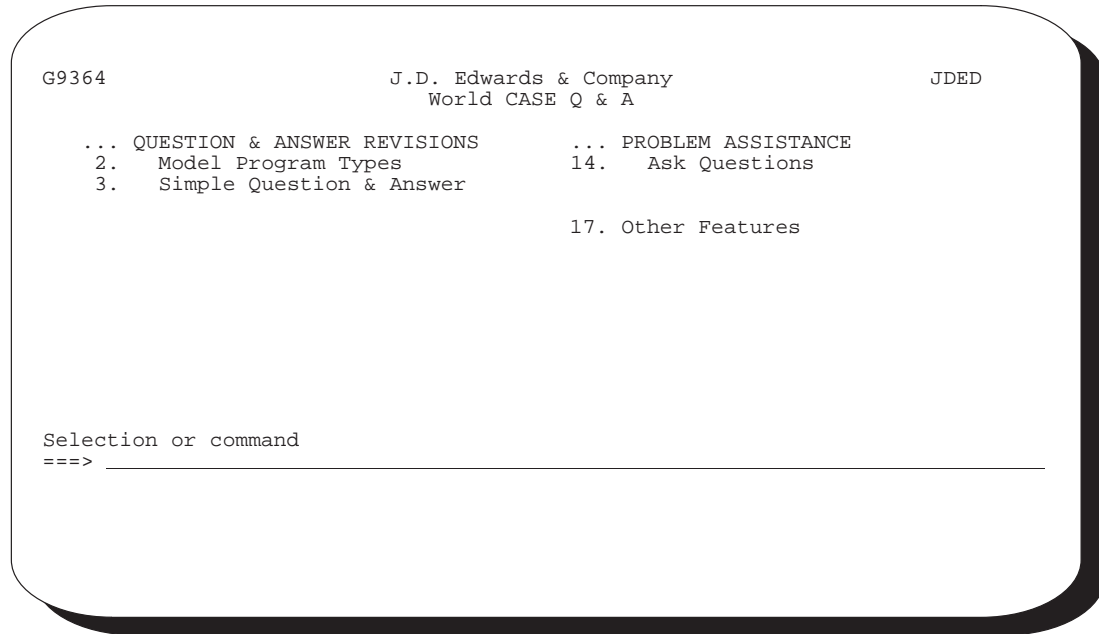 G9364 J.D. Edwards & Company JDED
World CASE Q & A
... QUESTION & ANSWER REVISIONS ... PROBLEM ASSISTANCE
2. Model Program Types 14. Ask Questions
3. Simple Question & Answer
17. Other Features
Selection or command
===>